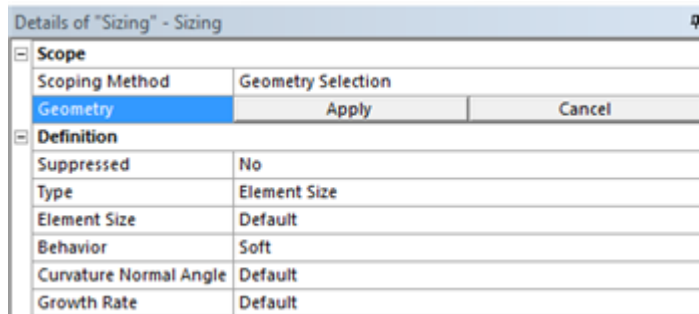 Details of "Sizing" - Sizing
Scope
Scoping Method Geometry Selection
Geometry Apply Cancel
Definition
Suppressed No
Type Element Size
Element Size Default
Behavior Soft
Curvature Normal Angle Default
Growth Rate Default